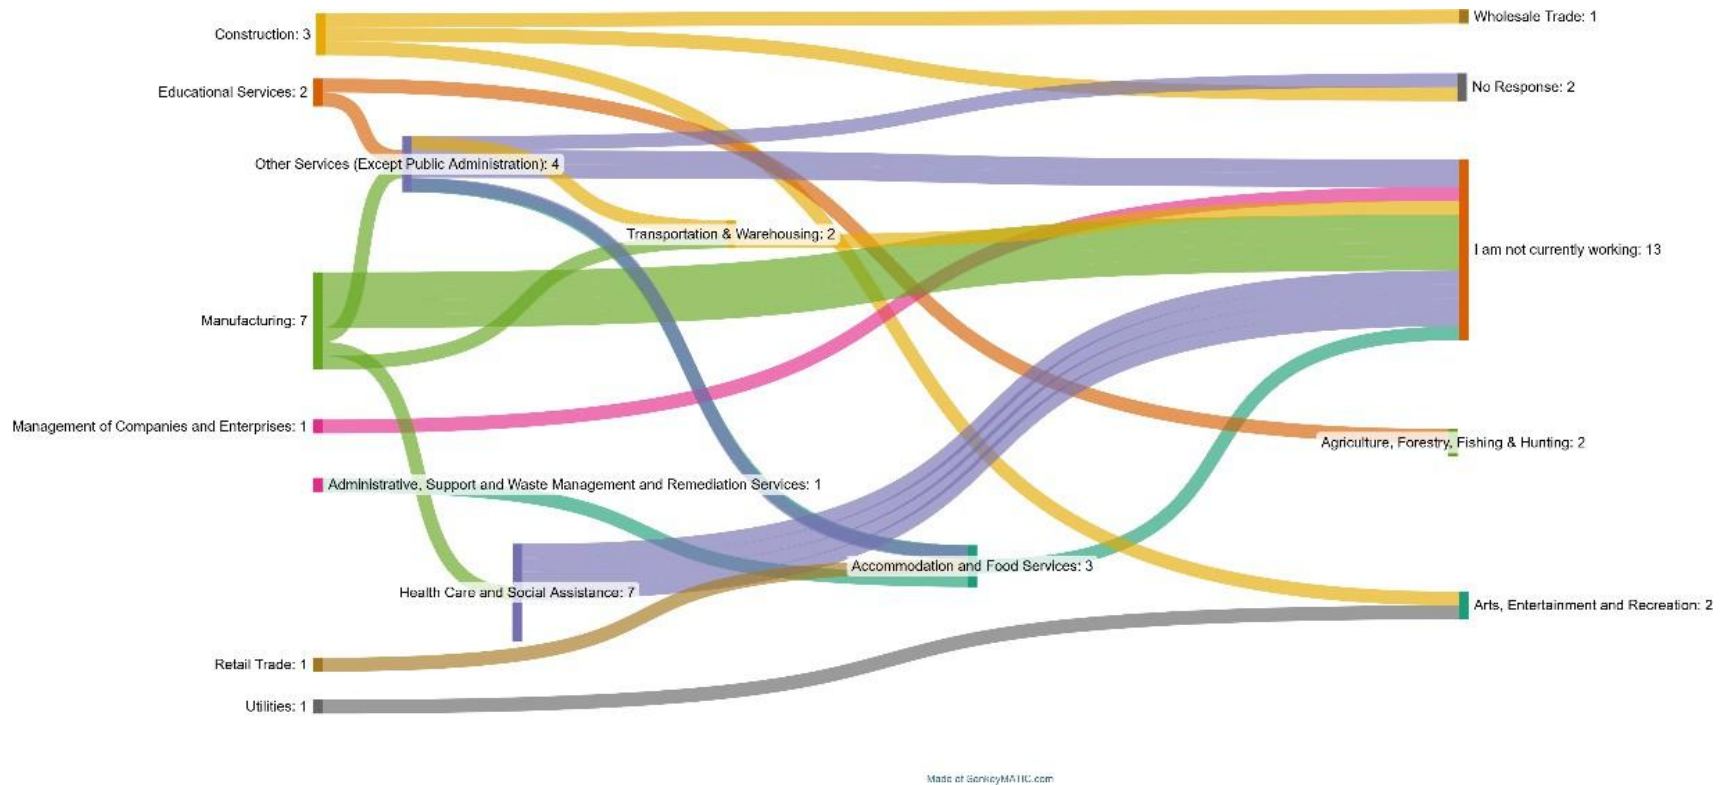 Wholesale Trade: 1
Construction: 3
No Response: 2
Educational Services: 2
Other Services (Except Public Administration): 4
Transportation & Warehousing: 2
I am not currently working: 13
Manufacturing: 7
Management of Companies and Enterprises: 1
Agriculture, Forestry, Fishing & Hunting: 2
Administrative, Support and Waste Management and Remediation Services: 1
Accommodation and Food Services: 3
Health Care and Social Assistance: 7
Arts, Entertainment and Recreation: 2
Retail Trade: 1
Utilities: 1
Made at SankeyMATIC.com